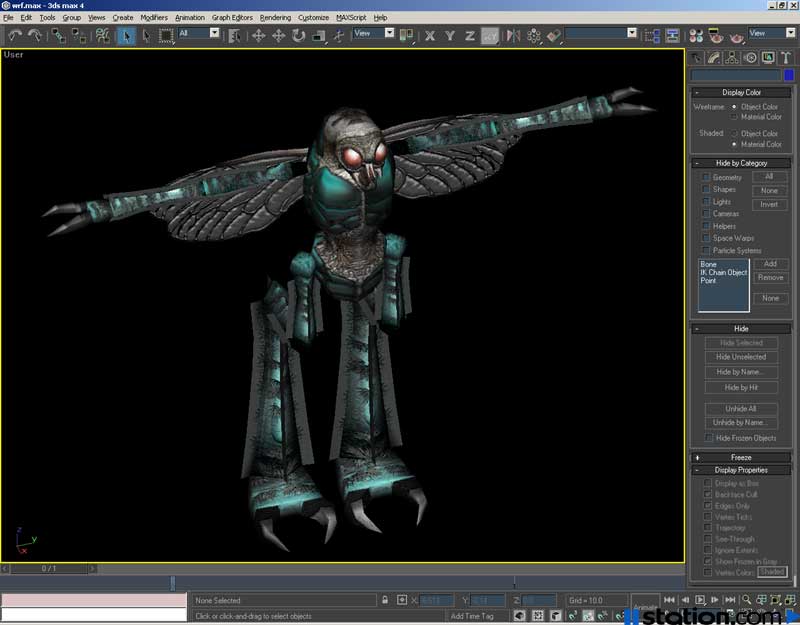 wrf.max - 3ds max 4
File Edit Tools Group Views Create Modifiers Animation Graph Editors Rendering Customize MAXScript Help
All
View
X Y Z XY
View
User
Display Color
Wireframe: Object Color
Material Color
Shaded: Object Color
Material Color
Hide by Category
Geometry
Shapes
Lights
Cameras
Helpers
Space Warps
Particle Systems
All
None
Invert
Bone
IK Chain Object
Point
Add
Remove
None
Hide
Hide Selected
Hide Unselected
Hide by Name...
Hide by Hit
Unhide All
Unhide by Name...
Hide Frozen Objects
Freeze
Display Properties
Display as Box
Backface Cull
Edges Only
Vertex Ticks
Trajectory
See-Through
Ignore Extents
Show Frozen in Gray
Vertex Colors Shaded
z
y
x
0 / 1
None Selected
X:
Y:
Z:
Grid = 10.0
Animate
Click or click-and-drag to select objects
Add Time Tag
station.com